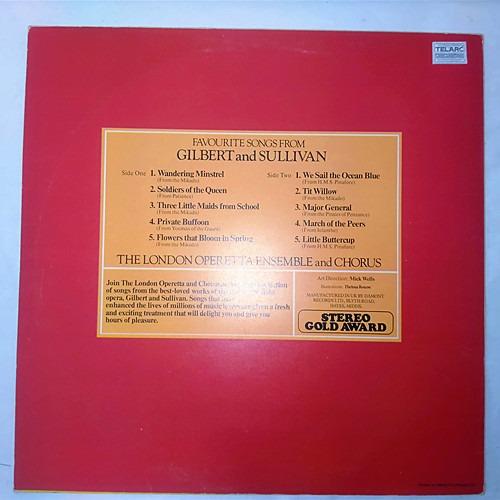 TELARC
FAVOURITE SONGS FROM
GILBERT and SULLIVAN
Side One
1. Wandering Minstrel
(From the Mikado)
2. Soldiers of the Queen
(From Patience)
3. Three Little Maids from School
(From the Mikado)
4. Private Buffoon
(From Yeoman of the Guard)
5. Flowers that Bloom in Spring
(From the Mikado)
Side Two
1. We Sail the Ocean Blue
(From H.M.S. Pinafore)
2. Tit Willow
(From the Mikado)
3. Major General
(From the Pirates of Penzance)
4. March of the Peers
(From Iolanthe)
5. Little Buttercup
(From H.M.S. Pinafore)
THE LONDON OPERETTA ENSEMBLE and CHORUS
Join The London Operetta and Chorus
of songs from the best-loved works of the light
opera, Gilbert and Sullivan. Songs that
enhanced the lives of millions of music given a fresh
and exciting treatment that will delight you and give you
hours of pleasure.
Art Direction: Mick Wells
Illustration: Thelma
MANUFACTURED IN U.K BY DAMONT
RECORDS LTD., BLYTH ROAD,
HAYES, MIDDX.
STEREO
GOLD AWARD